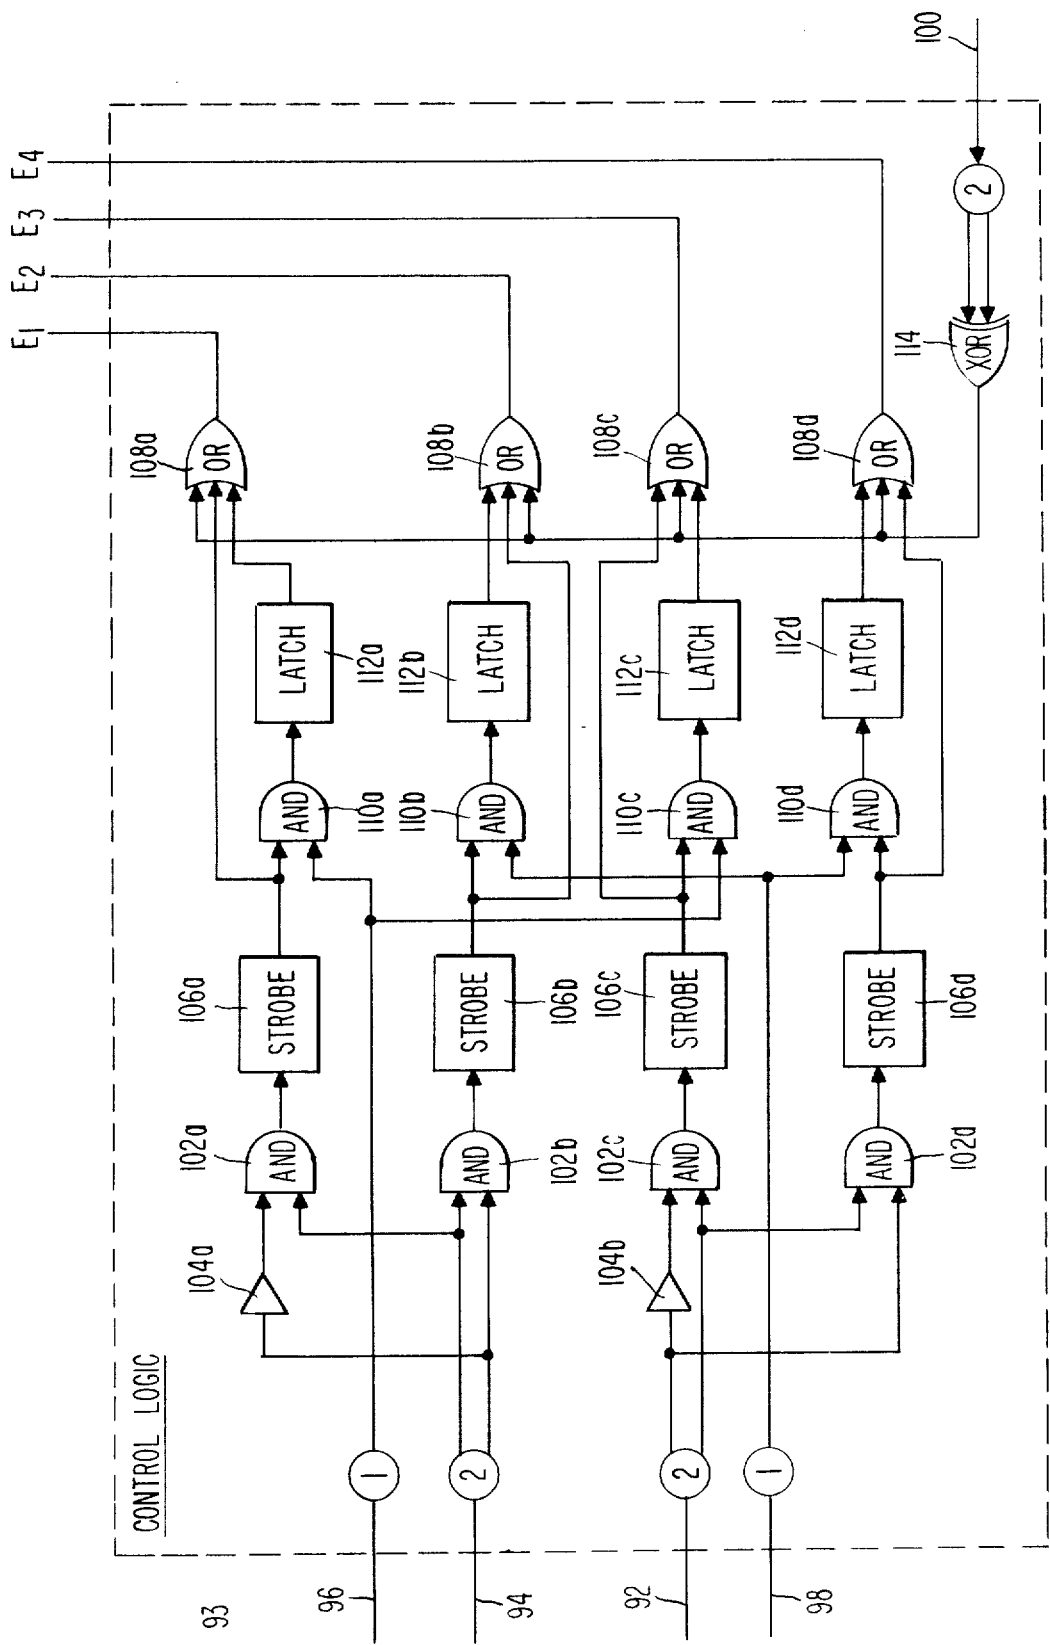 CONTROL LOGIC
93
96
94
92
98
100
1
2
2
1
2
104a
104b
102a
102b
102c
102d
AND
AND
AND
AND
106a
106b
106c
106d
STROBE
STROBE
STROBE
STROBE
110a
110b
110c
110d
AND
AND
AND
AND
112a
112b
112c
112d
LATCH
LATCH
LATCH
LATCH
108a
108b
108c
108d
OR
OR
OR
OR
114
XOR
E1
E2
E3
E4